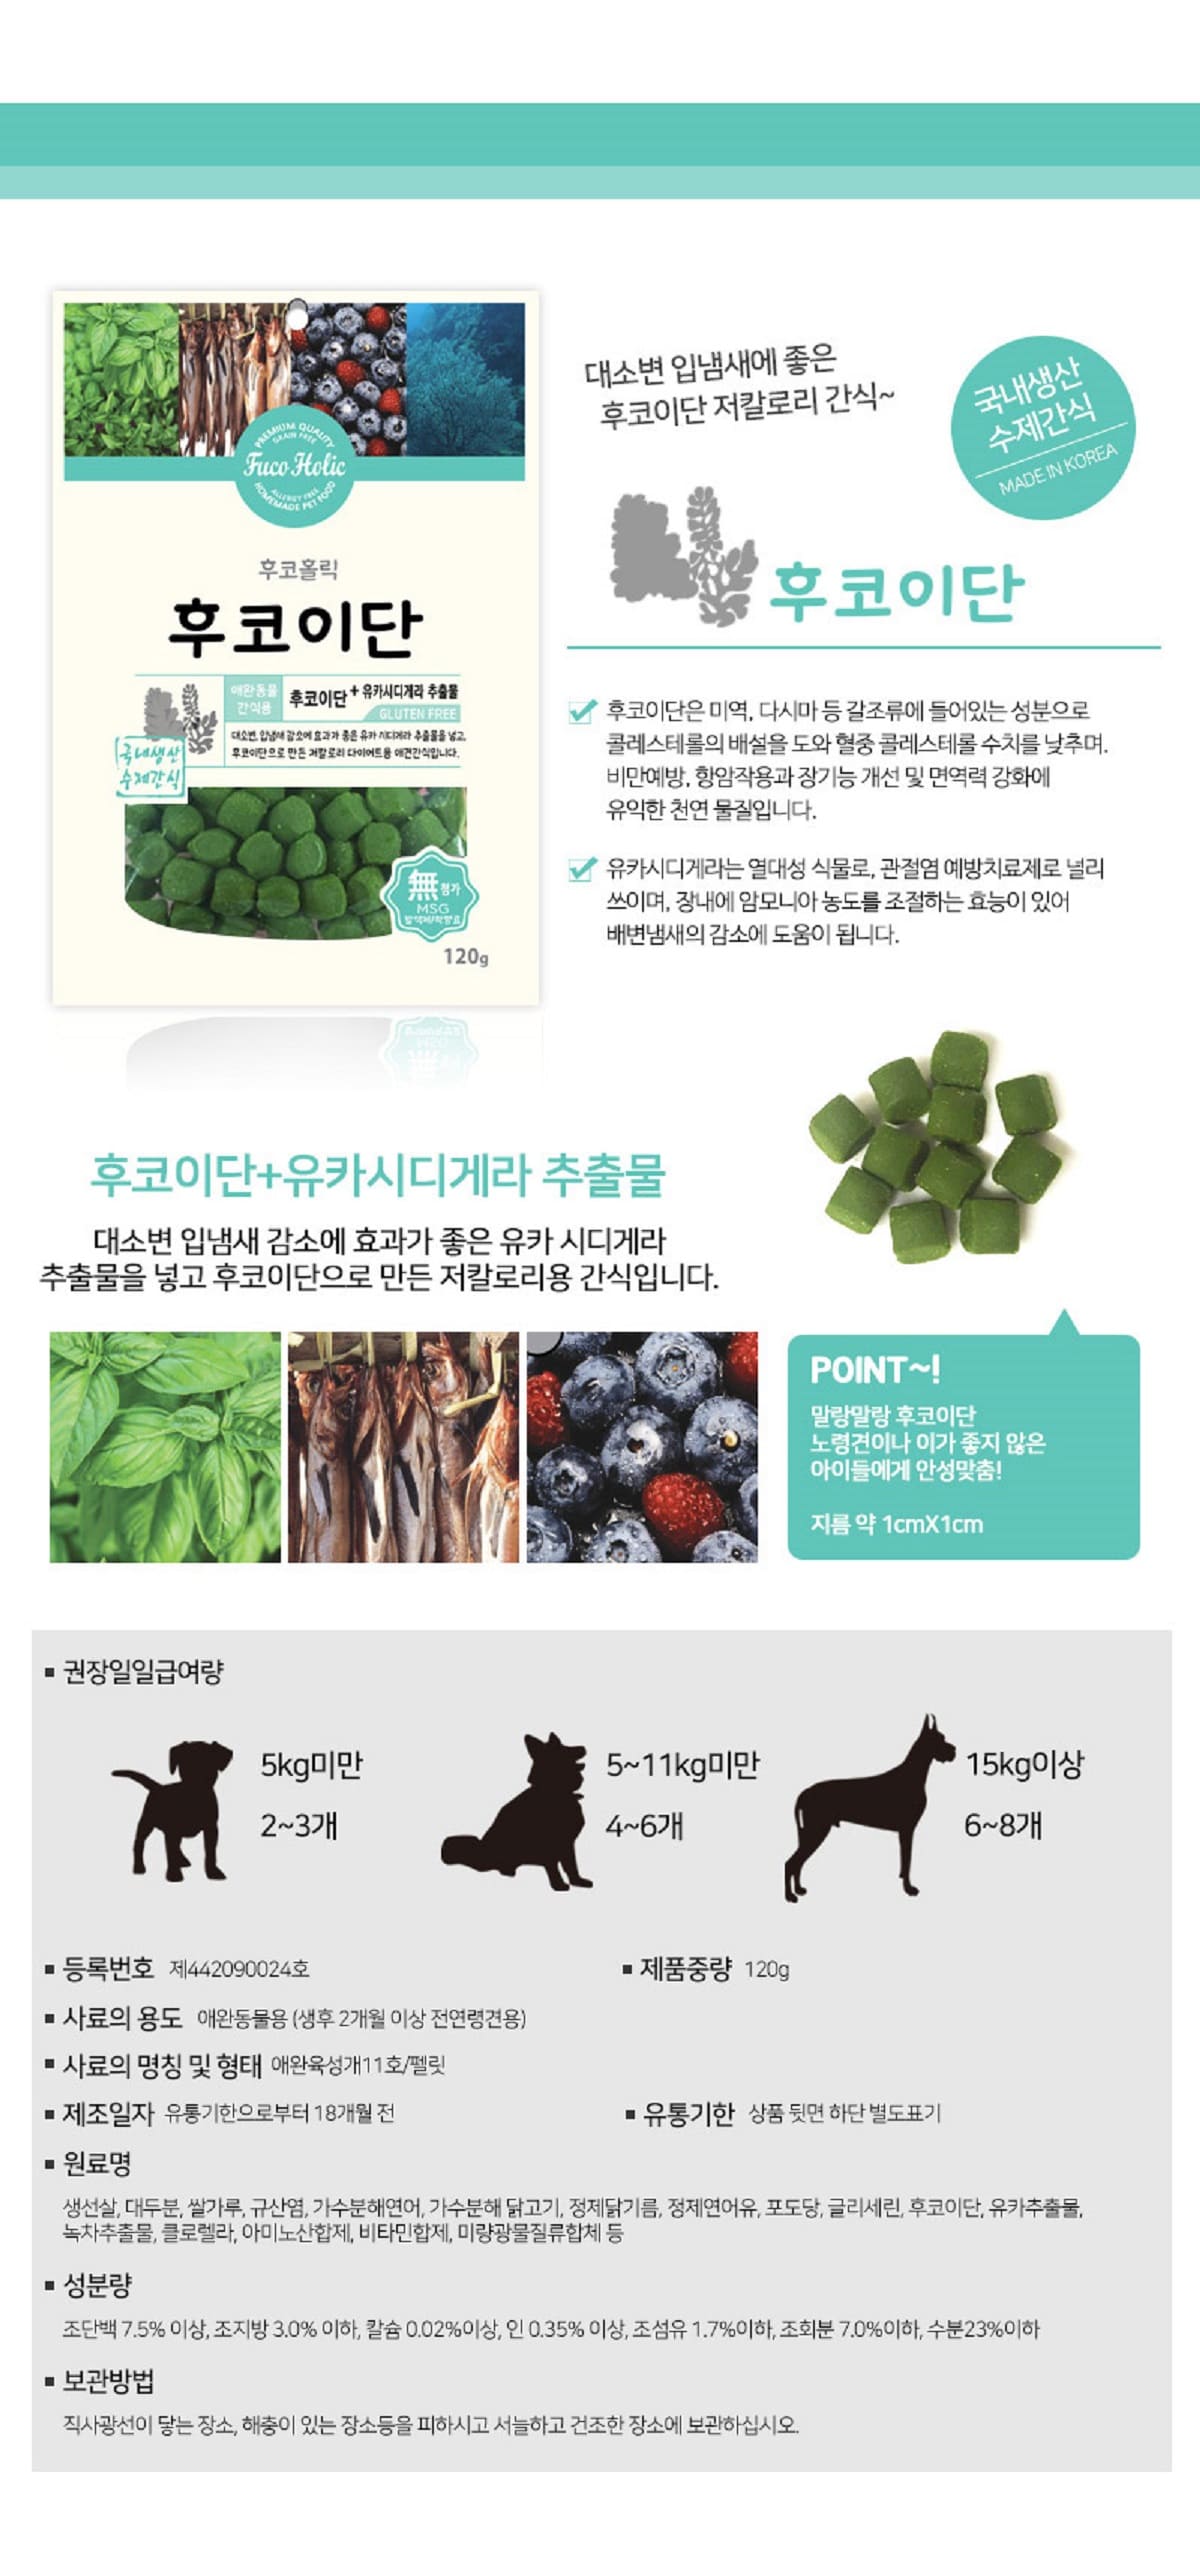 PREMIUM QUALITY
GRAIN FREE
Fuco Holic
ALLERGY FREE
HOMEMADE PET FOOD
후코홀릭
후코이단
애완동물
간식용
후코이단 + 유카시디게라 추출물
GLUTEN FREE
대소변, 입냄새 감소에 효과가 좋은 유카 시디게라 추출물을 넣고,
후코이단으로 만든 저칼로리 다이어트용 애견간식입니다.
국내생산
수제간식
無첨가
MSG
120g
대소변 입냄새에 좋은
후코이단 저칼로리 간식~
국내생산
수제간식
MADE IN KOREA
후코이단
후코이단은 미역, 다시마 등 갈조류에 들어있는 성분으로
콜레스테롤의 배설을 도와 혈중 콜레스테롤 수치를 낮추며.
비만예방, 항암작용과 장기능 개선 및 면역력 강화에
유익한 천연 물질입니다.
유카시디게라는 열대성 식물로, 관절염 예방치료제로 널리
쓰이며, 장내에 암모니아 농도를 조절하는 효능이 있어
배변냄새의 감소에 도움이 됩니다.
후코이단+유카시디게라 추출물
대소변 입냄새 감소에 효과가 좋은 유카 시디게라
추출물을 넣고 후코이단으로 만든 저칼로리용 간식입니다.
POINT~!
말랑말랑 후코이단
노령견이나 이가 좋지 않은
아이들에게 안성맞춤!
지름 약 1cmX1cm
▪ 권장일일급여량
5kg미만
2~3개
5~11kg미만
4~6개
15kg이상
6~8개
▪ 등록번호 제442090024호
▪ 제품중량 120g
▪ 사료의 용도 애완동물용 (생후 2개월 이상 전연령견용)
▪ 사료의 명칭 및 형태 애완육성개11호/펠릿
▪ 제조일자 유통기한으로부터 18개월 전
▪ 유통기한 상품 뒷면 하단 별도표기
▪ 원료명
생선살, 대두분, 쌀가루, 규산염, 가수분해연어, 가수분해 닭고기, 정제닭기름, 정제연어유, 포도당, 글리세린, 후코이단, 유카추출물,
녹차추출물, 클로렐라, 아미노산합제, 비타민합제, 미량광물질류합체 등
▪ 성분량
조단백 7.5% 이상, 조지방 3.0% 이하, 칼슘 0.02%이상, 인 0.35% 이상, 조섬유 1.7%이하, 조회분 7.0%이하, 수분23%이하
▪ 보관방법
직사광선이 닿는 장소, 해충이 있는 장소등을 피하시고 서늘하고 건조한 장소에 보관하십시오.